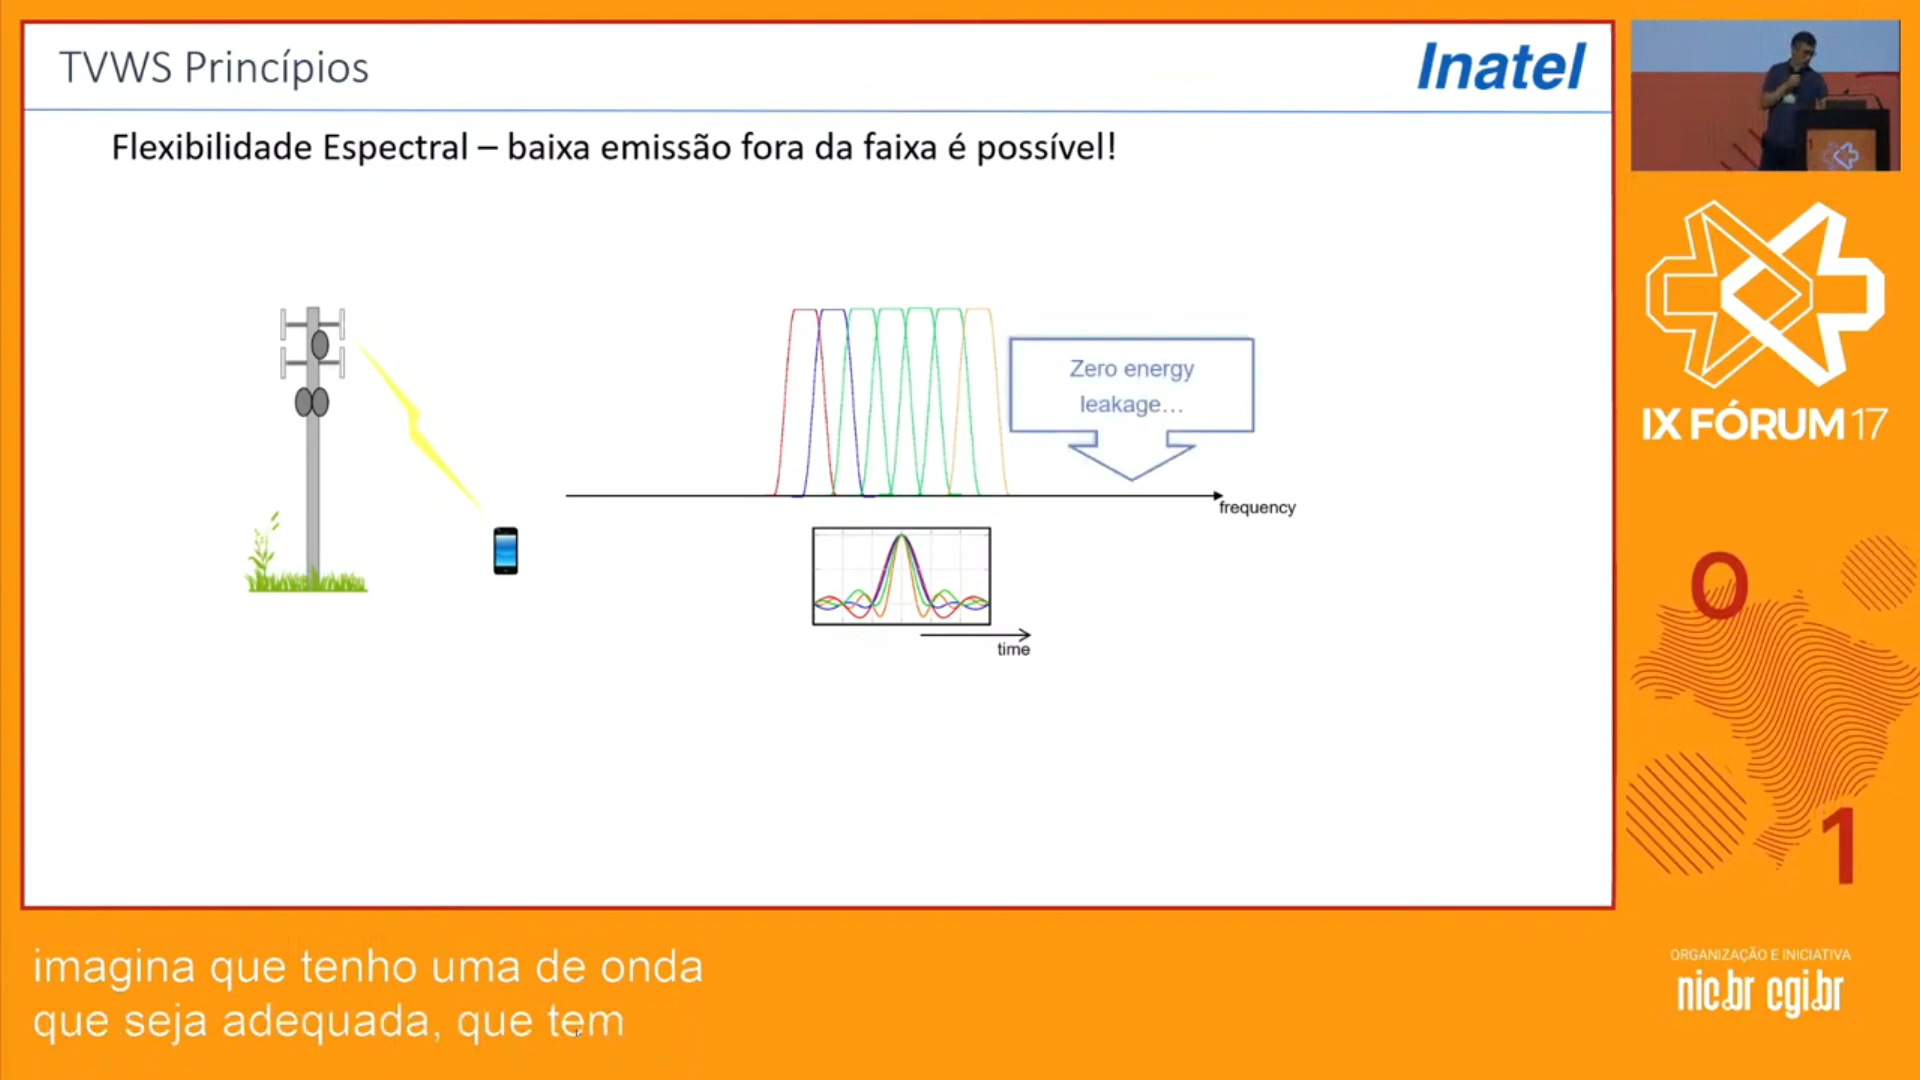 TVWS Princípios
Inatel
Flexibilidade Espectral – baixa emissão fora da faixa é possível!
Zero energy
leakage...
frequency
time
IX FÓRUM 17
0
1
imagina que tenho uma de onda
que seja adequada, que tem
ORGANIZAÇÃO E INICIATIVA
nic.br cgi.br